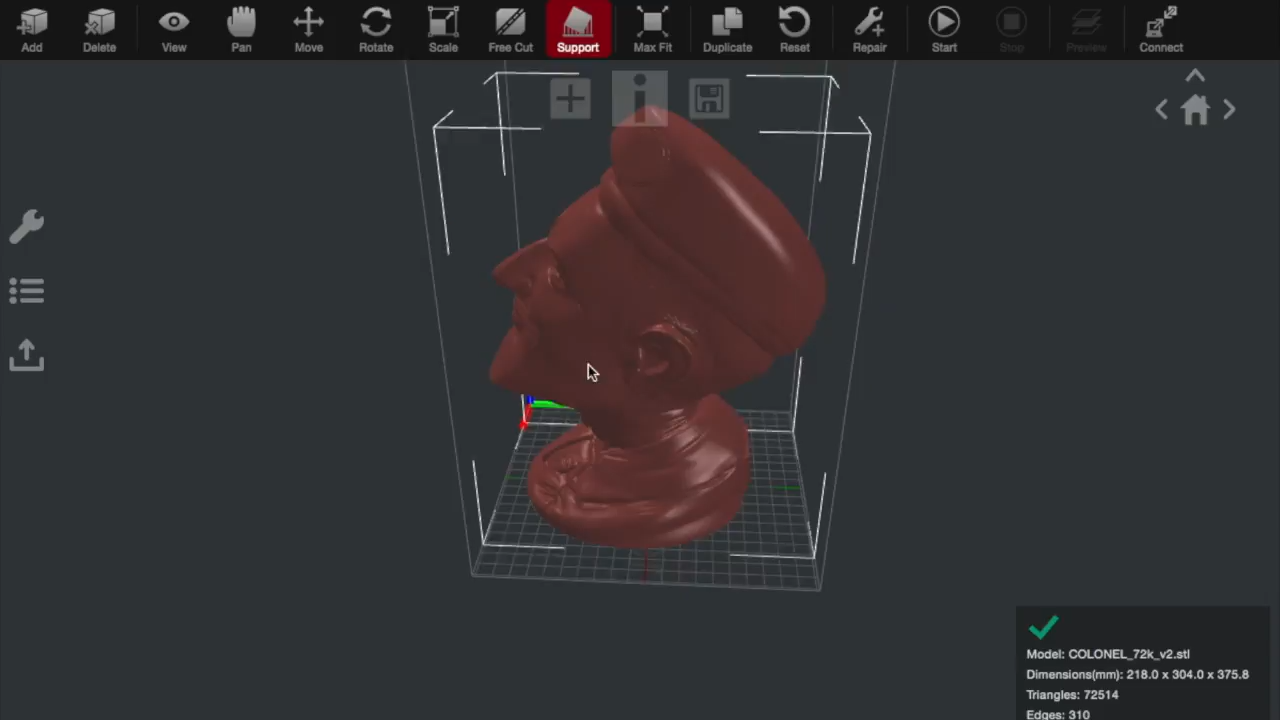 Add Delete View Pan Move Rotate Scale Free Cut Support Max Fit Duplicate Reset Repair Start Stop Preview Connect
Model: COLONEL_72k_v2.stl
Dimensions(mm): 218.0 x 304.0 x 375.8
Triangles: 72514
Edges: 310